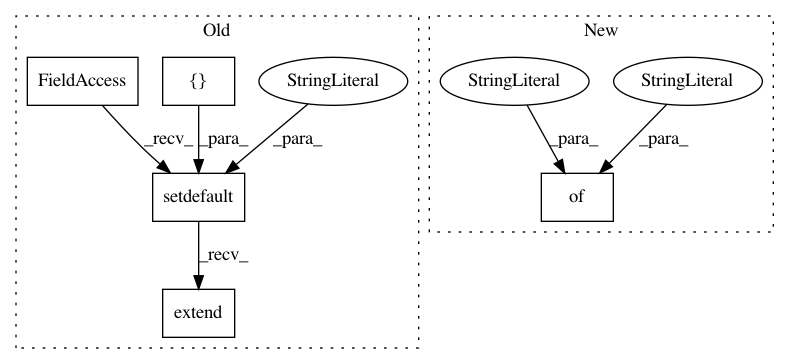 Old
New
FieldAccess
{}
StringLiteral
StringLiteral
StringLiteral
_recv_
_para_
_para_
_para_
_para_
setdefault
of
_recv_
extend